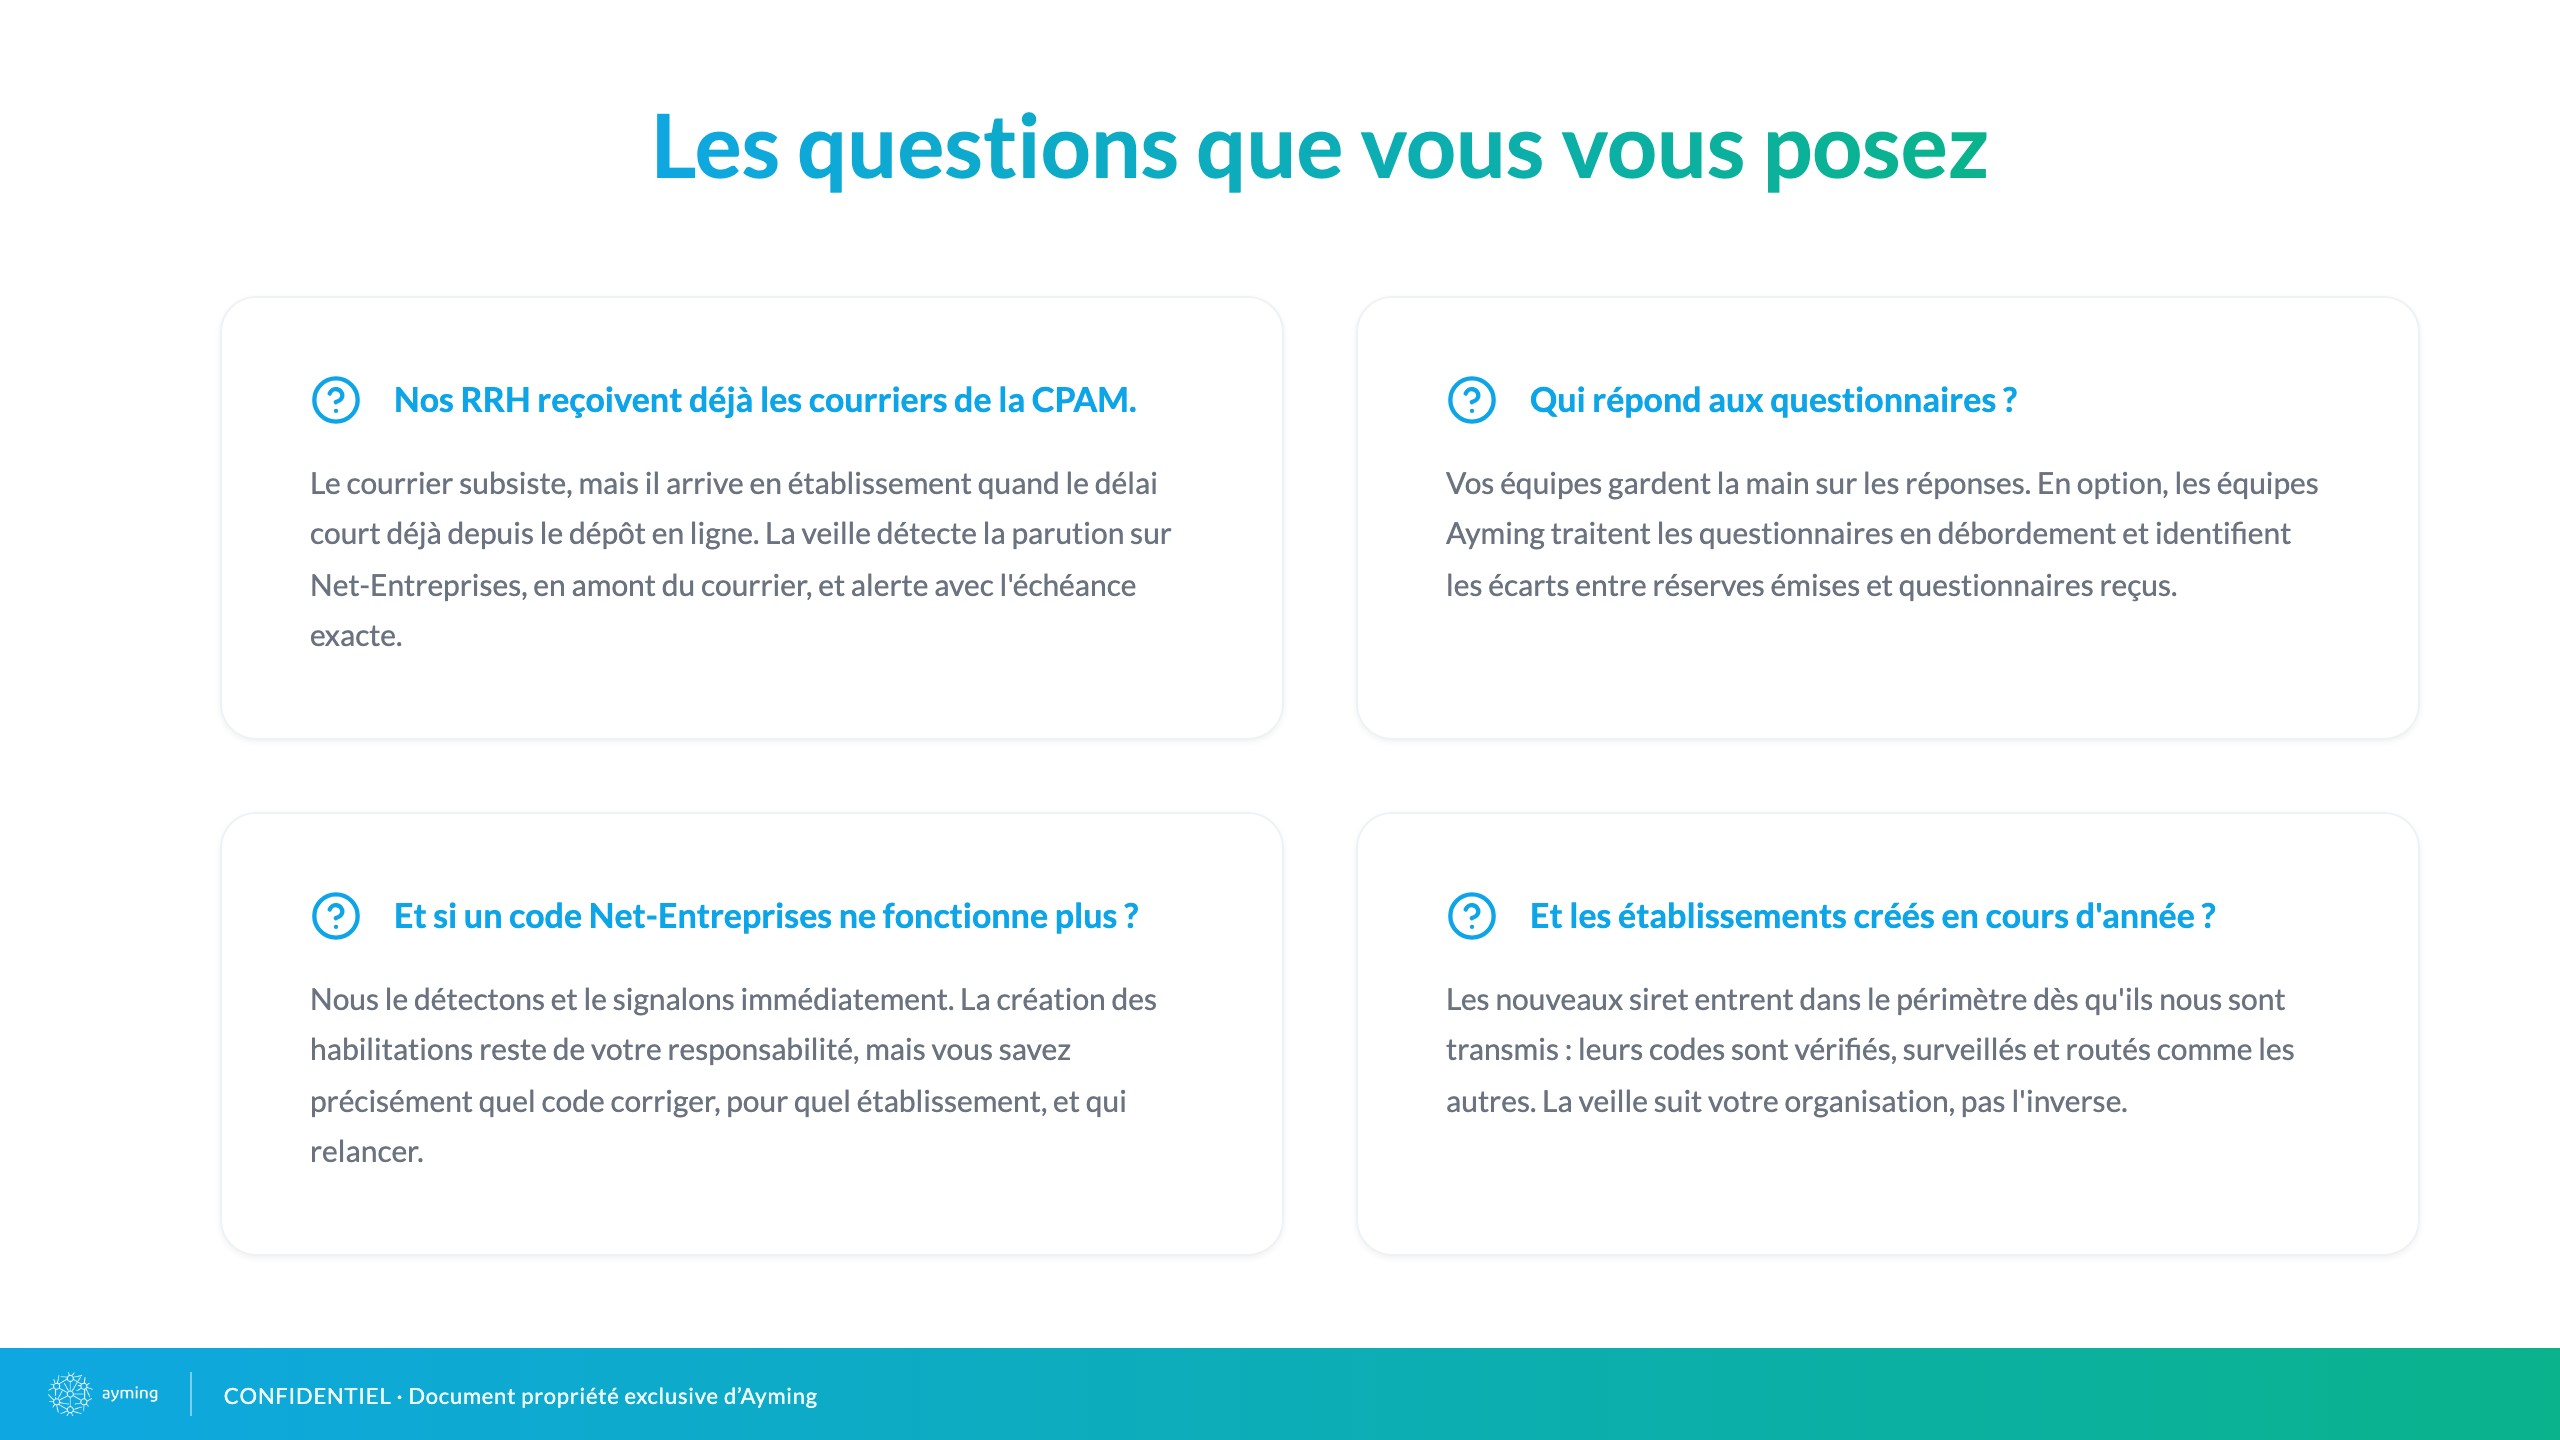 Les questions que vous vous posez
Nos RRH reçoivent déjà les courriers de la CPAM.
Le courrier subsiste, mais il arrive en établissement quand le délai
court déjà depuis le dépôt en ligne. La veille détecte la parution sur
Net-Entreprises, en amont du courrier, et alerte avec l'échéance
exacte.
Qui répond aux questionnaires ?
Vos équipes gardent la main sur les réponses. En option, les équipes
Ayming traitent les questionnaires en débordement et identifient
les écarts entre réserves émises et questionnaires reçus.
Et si un code Net-Entreprises ne fonctionne plus ?
Nous le détectons et le signalons immédiatement. La création des
habilitations reste de votre responsabilité, mais vous savez
précisément quel code corriger, pour quel établissement, et qui
relancer.
Et les établissements créés en cours d'année ?
Les nouveaux siret entrent dans le périmètre dès qu'ils nous sont
transmis : leurs codes sont vérifiés, surveillés et routés comme les
autres. La veille suit votre organisation, pas l'inverse.
ayming
CONFIDENTIEL · Document propriété exclusive d’Ayming